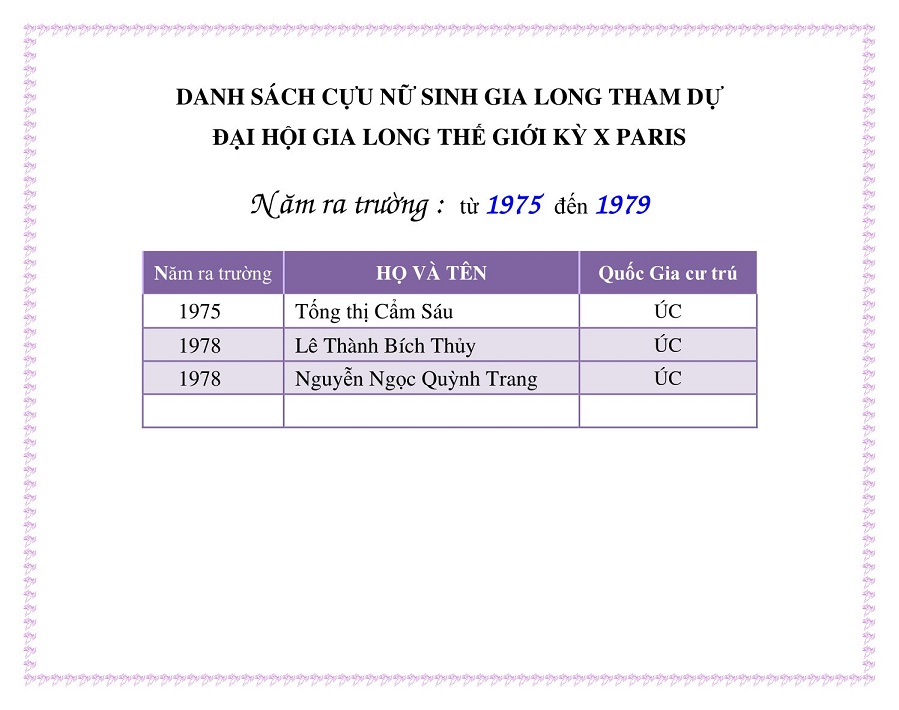 DANH SÁCH CỰU NỮ SINH GIA LONG THAM DỰ
ĐẠI HỘI GIA LONG THẾ GIỚI KỲ X PARIS
Năm ra trường : từ 1975 đến 1979
Năm ra trường HỌ VÀ TÊN Quốc Gia cư trú
1975 Tống thị Cẩm Sáu ÚC
1978 Lê Thành Bích Thủy ÚC
1978 Nguyễn Ngọc Quỳnh Trang ÚC